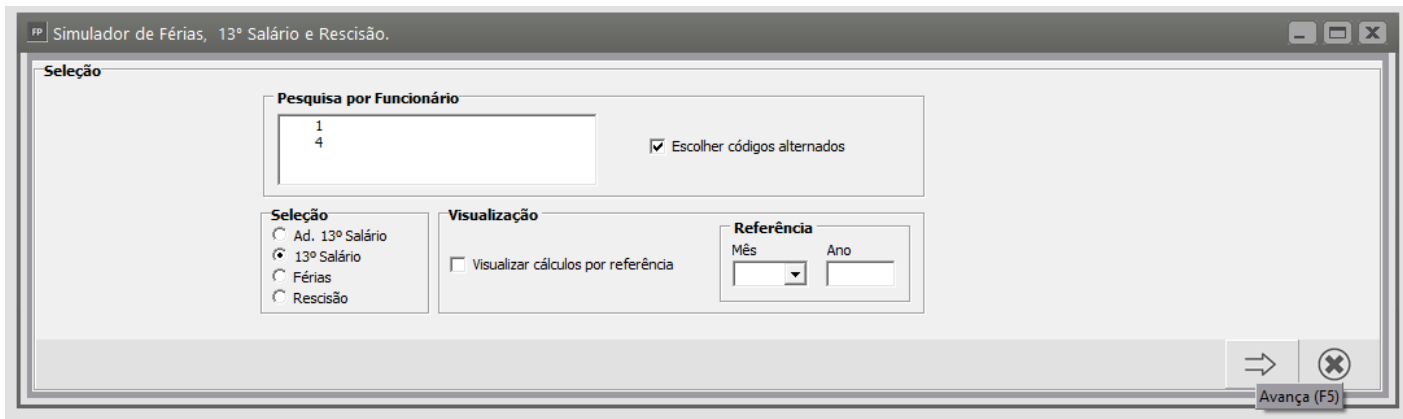 FP Simulador de Férias, 13º Salário e Rescisão.
Seleção
Pesquisa por Funcionário
1
4
Escolher códigos alternados
Seleção
Ad. 13º Salário
13º Salário
Férias
Rescisão
Visualização
Visualizar cálculos por referência
Referência
Mês Ano
Avança (F5)